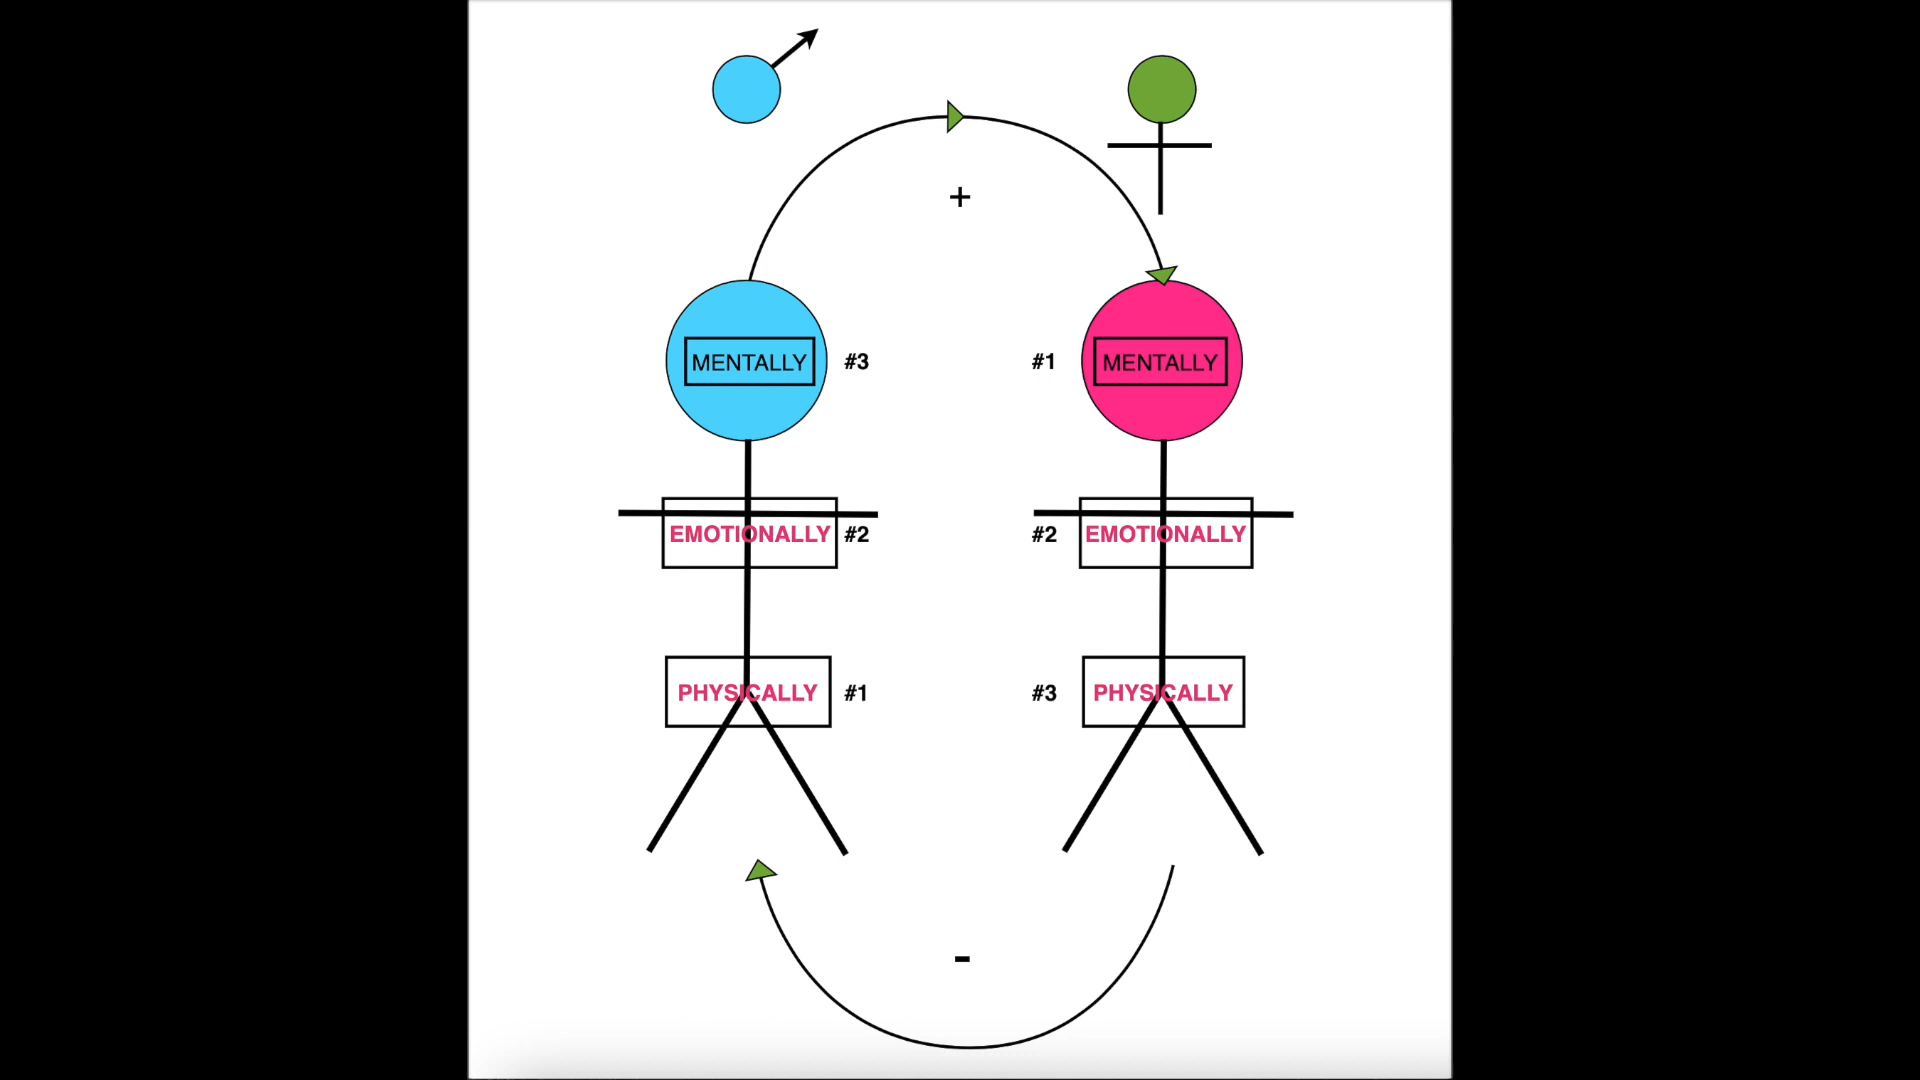 +
MENTALLY #3 #1 MENTALLY
EMOTIONALLY #2 #2 EMOTIONALLY
PHYSICALLY #1 #3 PHYSICALLY
-